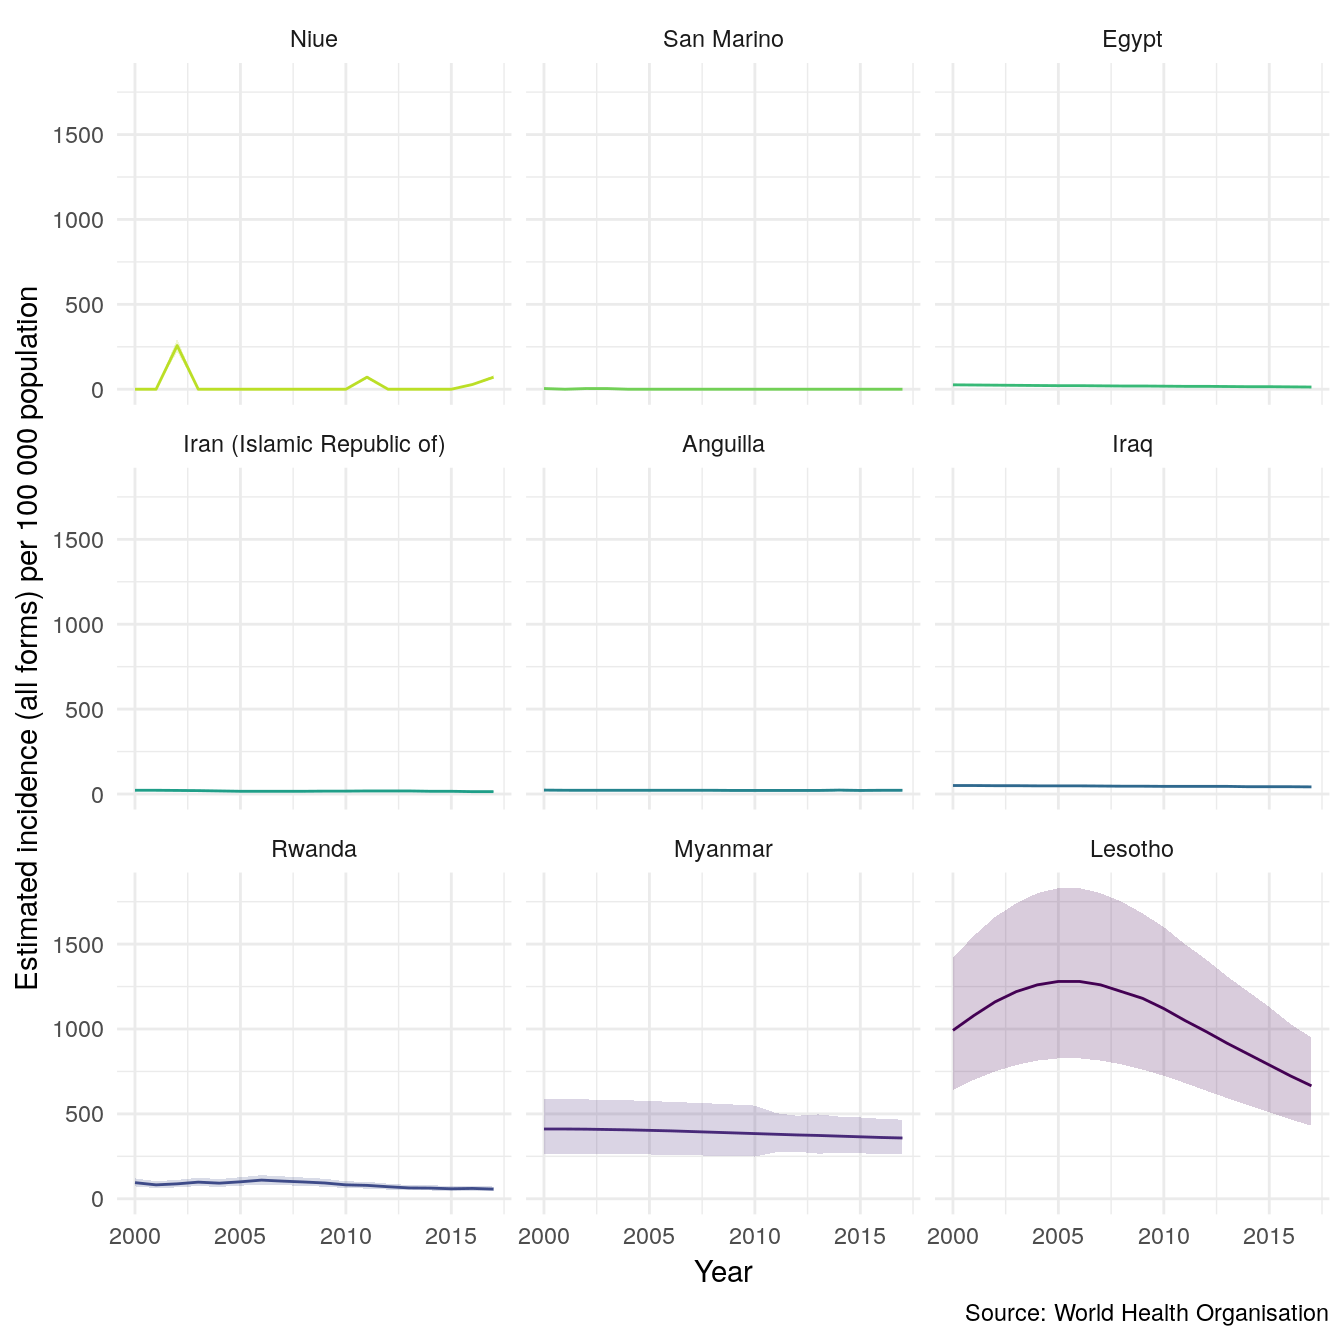 Niue
San Marino
Egypt
1500
1000
500
0
Iran (Islamic Republic of)
Anguilla
Iraq
1500
1000
500
0
Rwanda
Myanmar
Lesotho
1500
1000
500
0
2000 2005 2010 2015
2000 2005 2010 2015
2000 2005 2010 2015
Estimated incidence (all forms) per 100 000 population
Year
Source: World Health Organisation